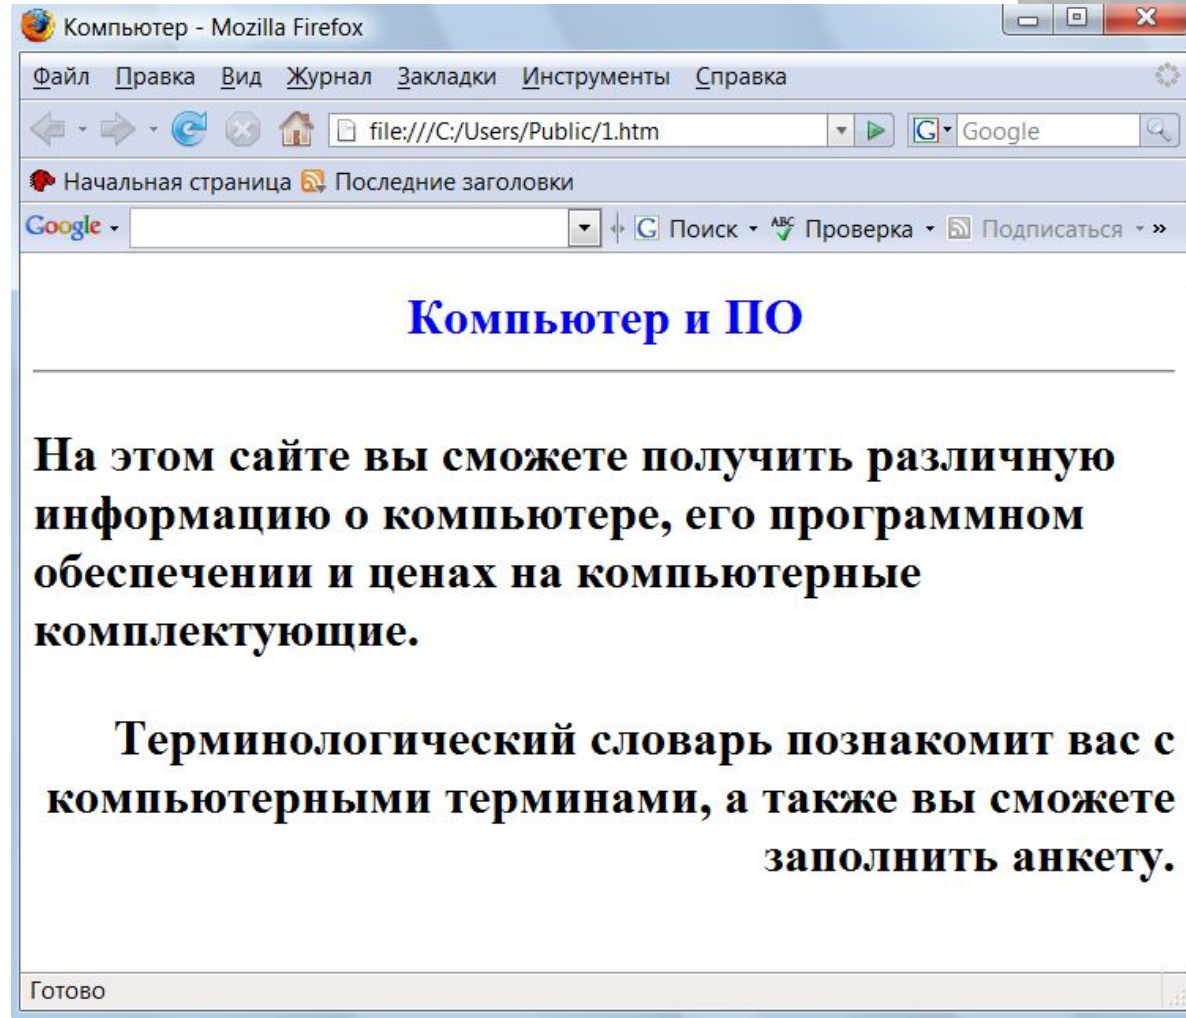 Компьютер - Mozilla Firefox
Файл Правка Вид Журнал Закладки Инструменты Справка
file:///C:/Users/Public/1.htm G Google
Начальная страница Последние заголовки
Google G Поиск ABC Проверка Подписаться »
Компьютер и ПО
На этом сайте вы сможете получить различную
информацию о компьютере, его программном
обеспечении и ценах на компьютерные
комплектующие.
Терминологический словарь познакомит вас с
компьютерными терминами, а также вы сможете
заполнить анкету.
Готово